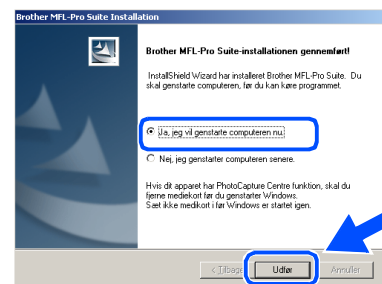 Brother MFL-Pro Suite Installation
Brother MFL-Pro Suite-installationen gennemført!
InstallShield Wizard har installeret Brother MFL-Pro Suite. Du
skal genstarte computeren, før du kan køre programmet.
Ja, jeg vil genstarte computeren nu.
Nej, jeg genstarter computeren senere.
Hvis dit apparat har PhotoCapture Centre funktion, skal du
fjerne mediekort før du genstarter Windows.
Sæt ikke medikort i før Windows er startet igen.
< Tilbage
Udfør
Annuller